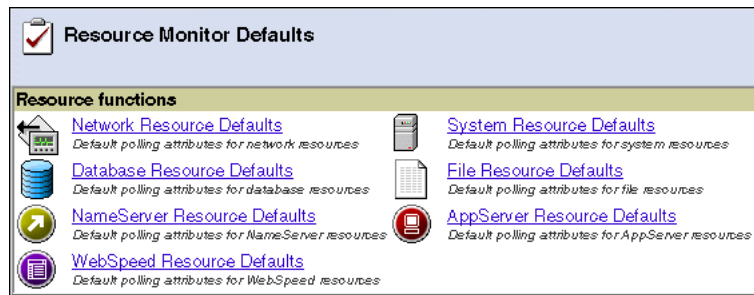 Resource Monitor Defaults
Resource functions
Network Resource Defaults
Default polling attributes for network resources
System Resource Defaults
Default polling attributes for system resources
Database Resource Defaults
Default polling attributes for database resources
File Resource Defaults
Default polling attributes for file resources
NameServer Resource Defaults
Default polling attributes for NameServer resources
AppServer Resource Defaults
Default polling attributes for AppServer resources
WebSpeed Resource Defaults
Default polling attributes for WebSpeed resources